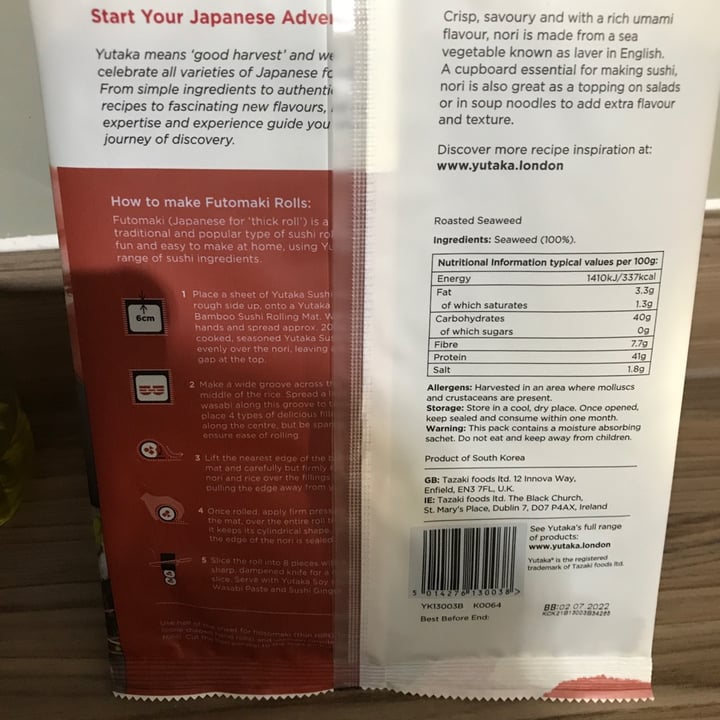 Start Your Japanese Adve
Yutaka means 'good harvest' and we
celebrate all varieties of Japanese fo
From simple ingredients to authenti
recipes to fascinating new flavours,
expertise and experience guide you
journey of discovery.
How to make Futomaki Rolls:
Futomaki (Japanese for 'thick roll') is a
traditional and popular type of sushi rol
fun and easy to make at home, using Yu
range of sushi ingredients.
6cm
1 Place a sheet of Yutaka Sushi
rough side up, onto a Yutaka
Bamboo Sushi Rolling Mat. W
hands and spread approx. 20
cooked, seasoned Yutaka Sus
evenly over the nori, leaving a
gap at the top.
2 Make a wide groove across th
middle of the rice. Spread a l
wasabi along this groove to t
place 4 types of delicious fill
along the centre, but be spar
ensure ease of rolling.
3 Lift the nearest edge of the b
mat and carefully but firmly
nori and rice over the fillings
pulling the edge away from y
4 Once rolled, apply firm press
the mat, over the entire roll t
it keeps its cylindrical shape.
the edge of the nori is sealed
5 Slice the roll into 8 pieces wi
sharp, dampened knife for a
slice. Serve with Yutaka Soy
Wasabi Paste and Sushi Ging
Use half of the sheet for hosomaki (thin roll)
Crisp, savoury and with a rich umami
flavour, nori is made from a sea
vegetable known as laver in English.
A cupboard essential for making sushi,
nori is also great as a topping on salads
or in soup noodles to add extra flavour
and texture.
Discover more recipe inspiration at:
www.yutaka.london
Roasted Seaweed
Ingredients: Seaweed (100%).
Nutritional Information typical values per 100g:
Energy 1410kJ/337kcal
Fat 3.3g
of which saturates 1.3g
Carbohydrates 40g
of which sugars 0g
Fibre 7.7g
Protein 41g
Salt 1.8g
Allergens: Harvested in an area where molluscs
and crustaceans are present.
Storage: Store in a cool, dry place. Once opened,
keep sealed and consume within one month.
Warning: This pack contains a moisture absorbing
sachet. Do not eat and keep away from children.
Product of South Korea
GB: Tazaki foods ltd. 12 Innova Way,
Enfield, EN3 7FL, U.K.
IE: Tazaki foods ltd. The Black Church,
St. Mary's Place, Dublin 7, D07 P4AX, Ireland
See Yutaka's full range
of products:
www.yutaka.london
Yutaka® is the registered
trademark of Tazaki foods ltd.
5 014276 130038 >
YK13003B K0064
Best Before End:
BB:02 07 2022